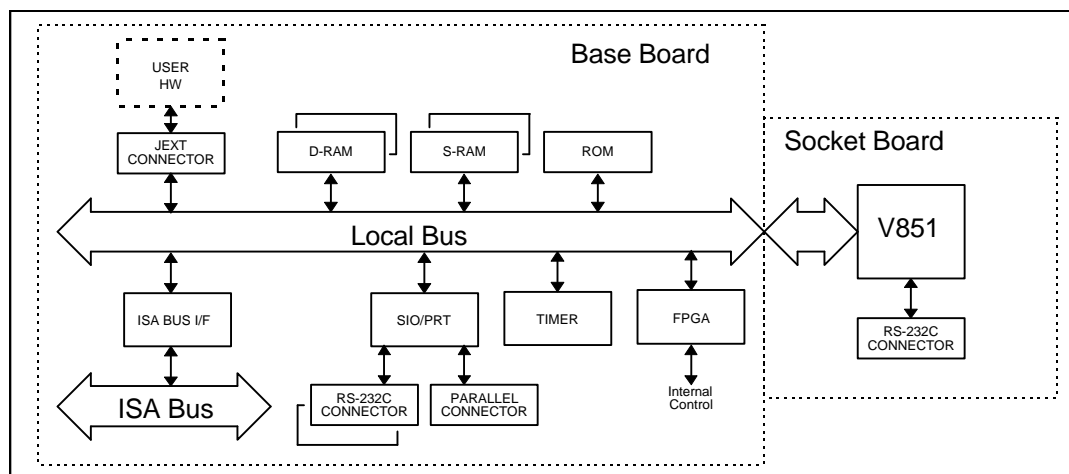 Base Board
USER
HW
JEXT
CONNECTOR
D-RAM
S-RAM
ROM
Socket Board
V851
Local Bus
ISA BUS I/F
SIO/PRT
TIMER
FPGA
RS-232C
CONNECTOR
ISA Bus
RS-232C
CONNECTOR
PARALLEL
CONNECTOR
Internal
Control